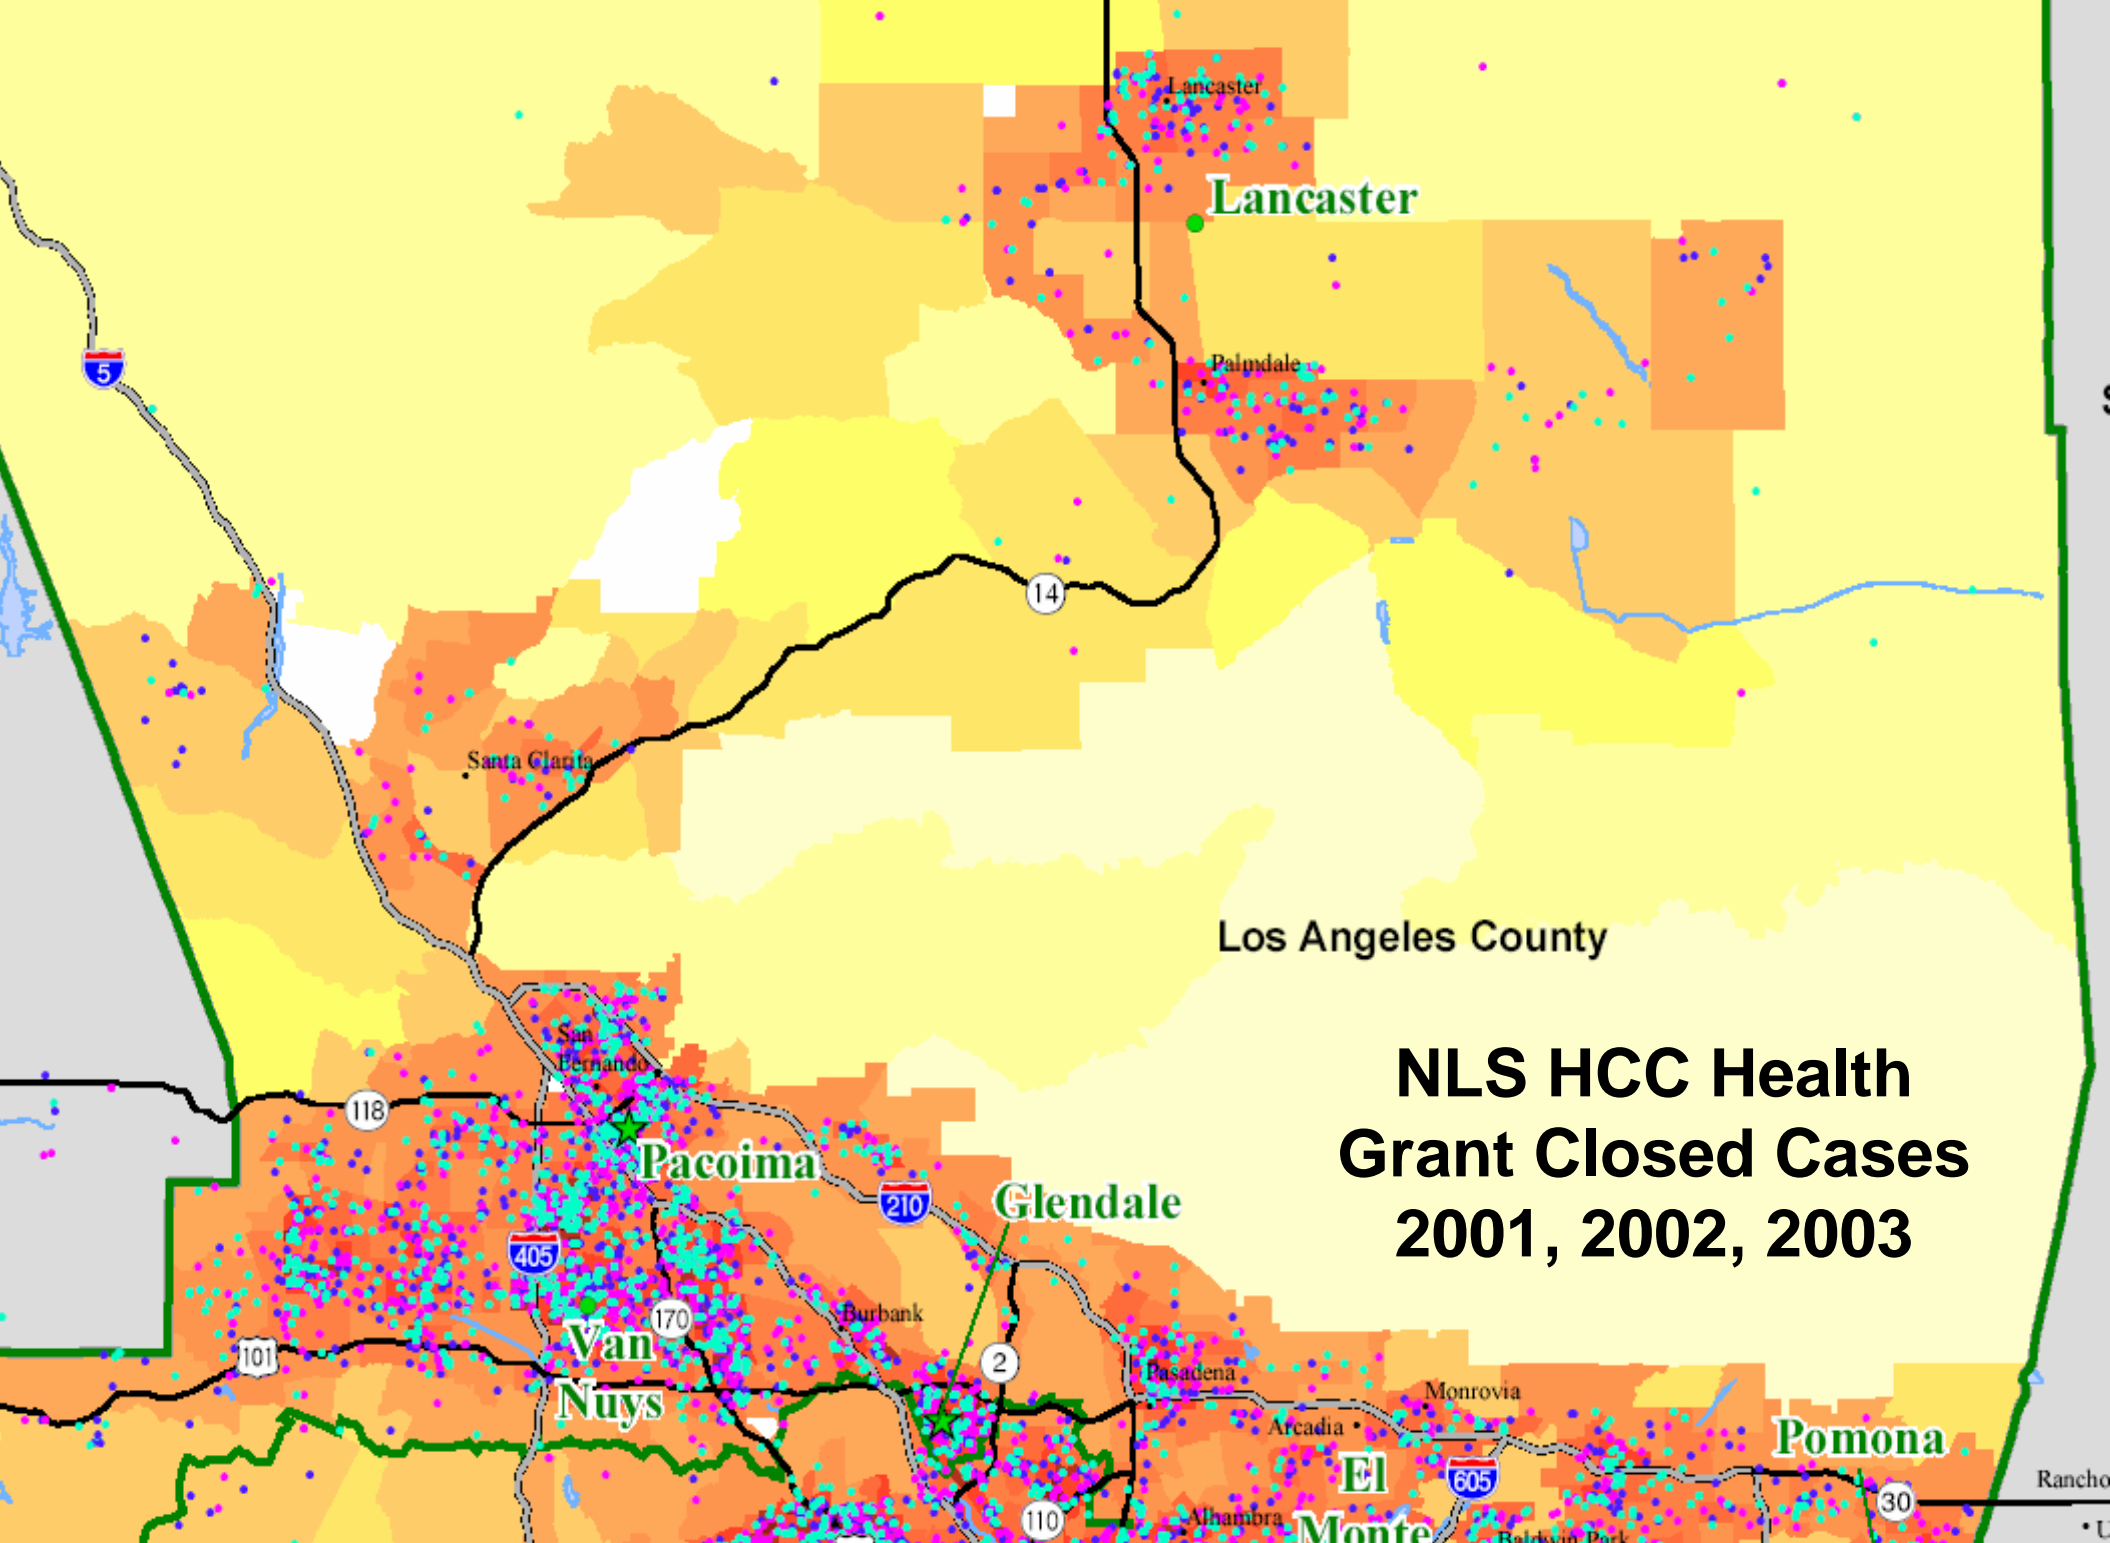 Lancaster
Lancaster
5
Palmdale
14
Santa Clarita
Los Angeles County
San
Fernando
NLS HCC Health
Grant Closed Cases
2001, 2002, 2003
118
Pacoima
210
Glendale
405
170
Burbank
Van
Nuys
101
2
Pasadena
Monrovia
Arcadia
Pomona
El
Monte
605
Rancho
30
110
Alhambra
Baldwin Park
U